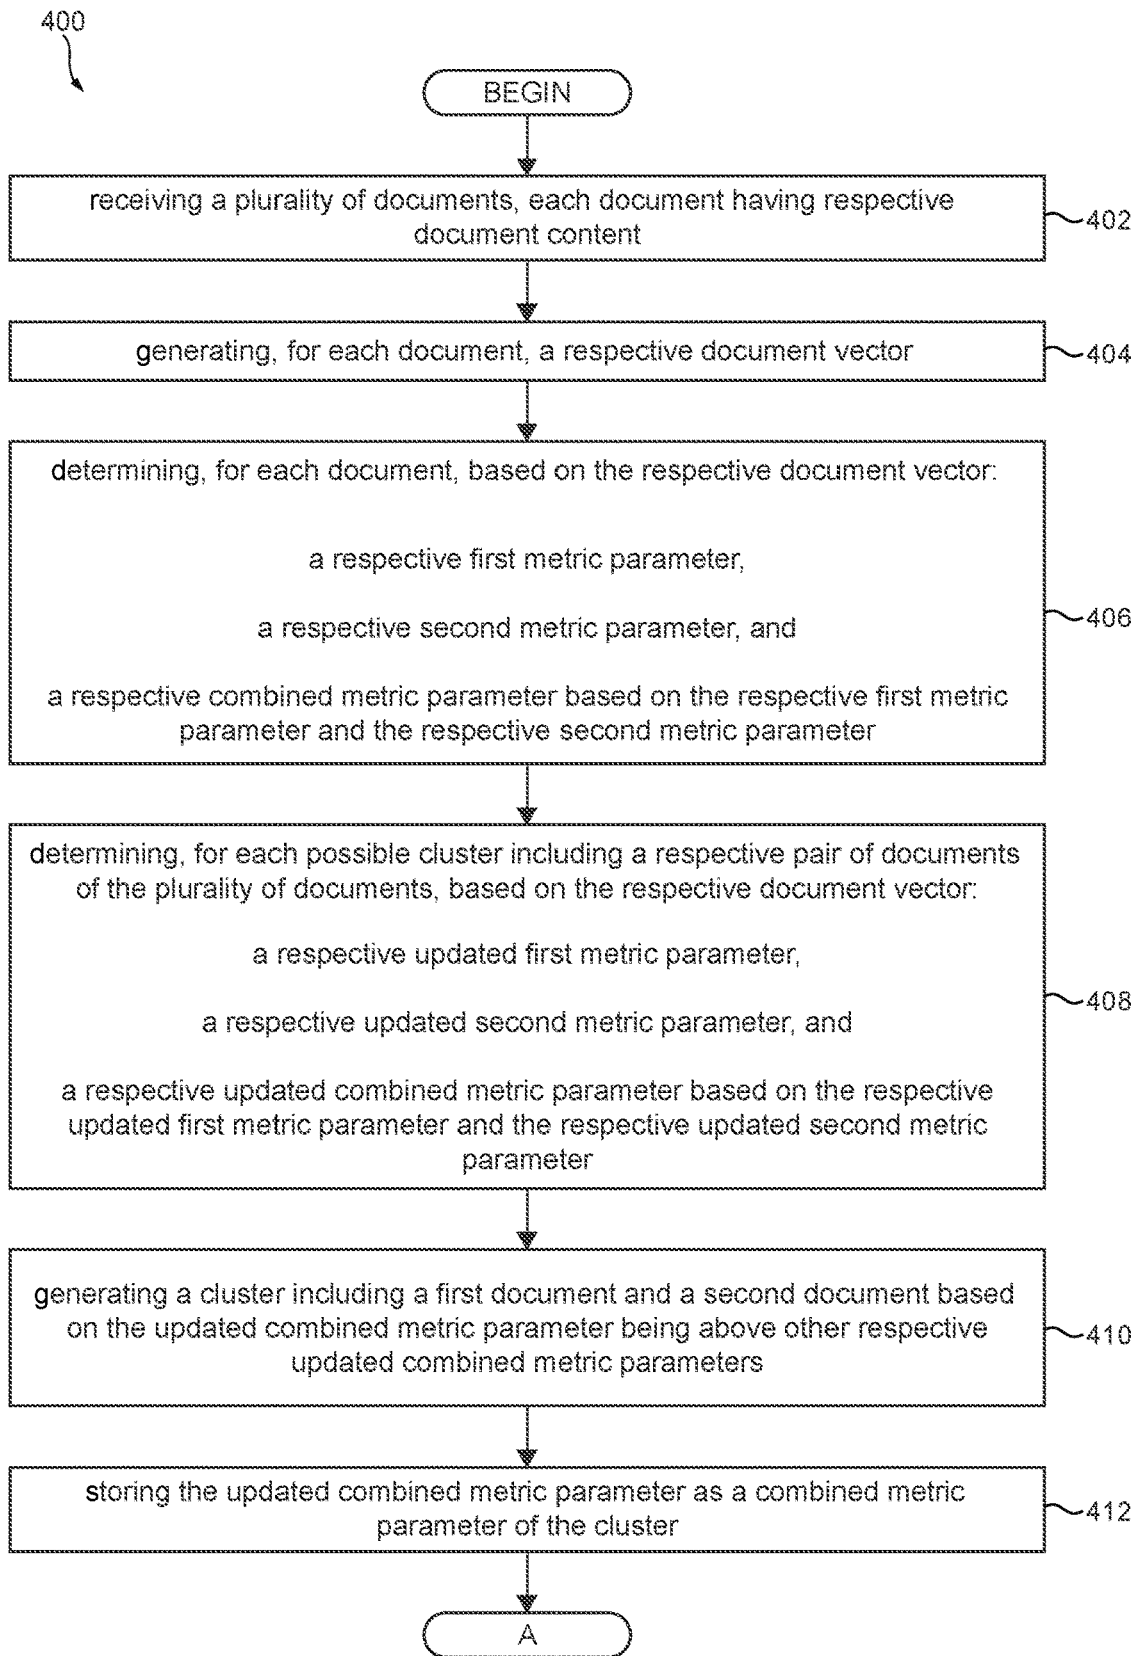 400
BEGIN
receiving a plurality of documents, each document having respective
document content
402
generating, for each document, a respective document vector
404
determining, for each document, based on the respective document vector:
a respective first metric parameter,
a respective second metric parameter, and
a respective combined metric parameter based on the respective first metric
parameter and the respective second metric parameter
406
determining, for each possible cluster including a respective pair of documents
of the plurality of documents, based on the respective document vector:
a respective updated first metric parameter,
a respective updated second metric parameter, and
a respective updated combined metric parameter based on the respective
updated first metric parameter and the respective updated second metric
parameter
408
generating a cluster including a first document and a second document based
on the updated combined metric parameter being above other respective
updated combined metric parameters
410
storing the updated combined metric parameter as a combined metric
parameter of the cluster
412
A